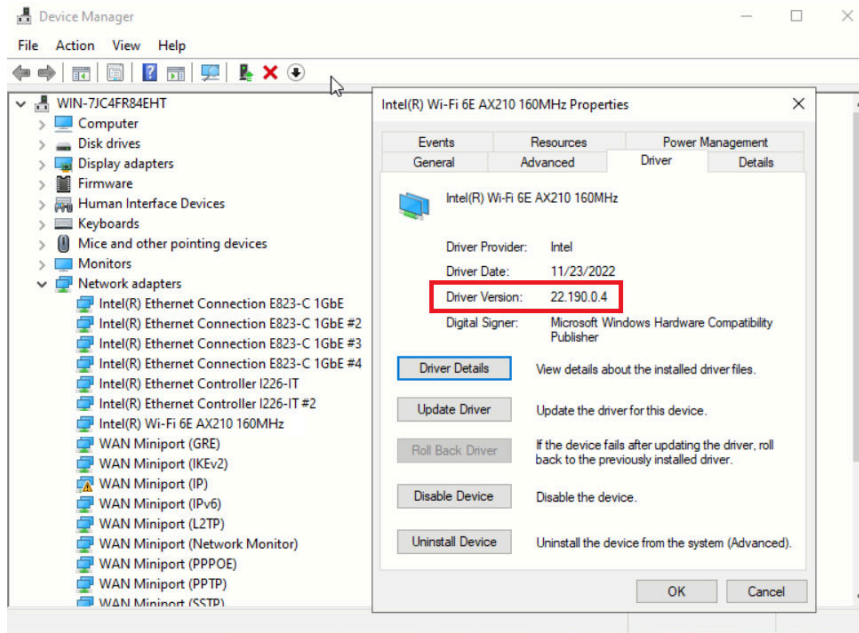 Device Manager
File Action View Help
WIN-7JC4FR84EHT
Computer
Disk drives
Display adapters
Firmware
Human Interface Devices
Keyboards
Mice and other pointing devices
Monitors
Network adapters
Intel(R) Ethernet Connection E823-C 1GbE
Intel(R) Ethernet Connection E823-C 1GbE #2
Intel(R) Ethernet Connection E823-C 1GbE #3
Intel(R) Ethernet Connection E823-C 1GbE #4
Intel(R) Ethernet Controller I226-IT
Intel(R) Ethernet Controller I226-IT #2
Intel(R) Wi-Fi 6E AX210 160MHz
WAN Miniport (GRE)
WAN Miniport (IKEv2)
WAN Miniport (IP)
WAN Miniport (IPv6)
WAN Miniport (L2TP)
WAN Miniport (Network Monitor)
WAN Miniport (PPPOE)
WAN Miniport (PPTP)
WAN Miniport (SSTP)
Intel(R) Wi-Fi 6E AX210 160MHz Properties
Events Resources Power Management
General Advanced Driver Details
Intel(R) Wi-Fi 6E AX210 160MHz
Driver Provider: Intel
Driver Date: 11/23/2022
Driver Version: 22.190.0.4
Digital Signer: Microsoft Windows Hardware Compatibility
Publisher
Driver Details View details about the installed driver files.
Update Driver Update the driver for this device.
Roll Back Driver If the device fails after updating the driver, roll
back to the previously installed driver.
Disable Device Disable the device.
Uninstall Device Uninstall the device from the system (Advanced).
OK Cancel